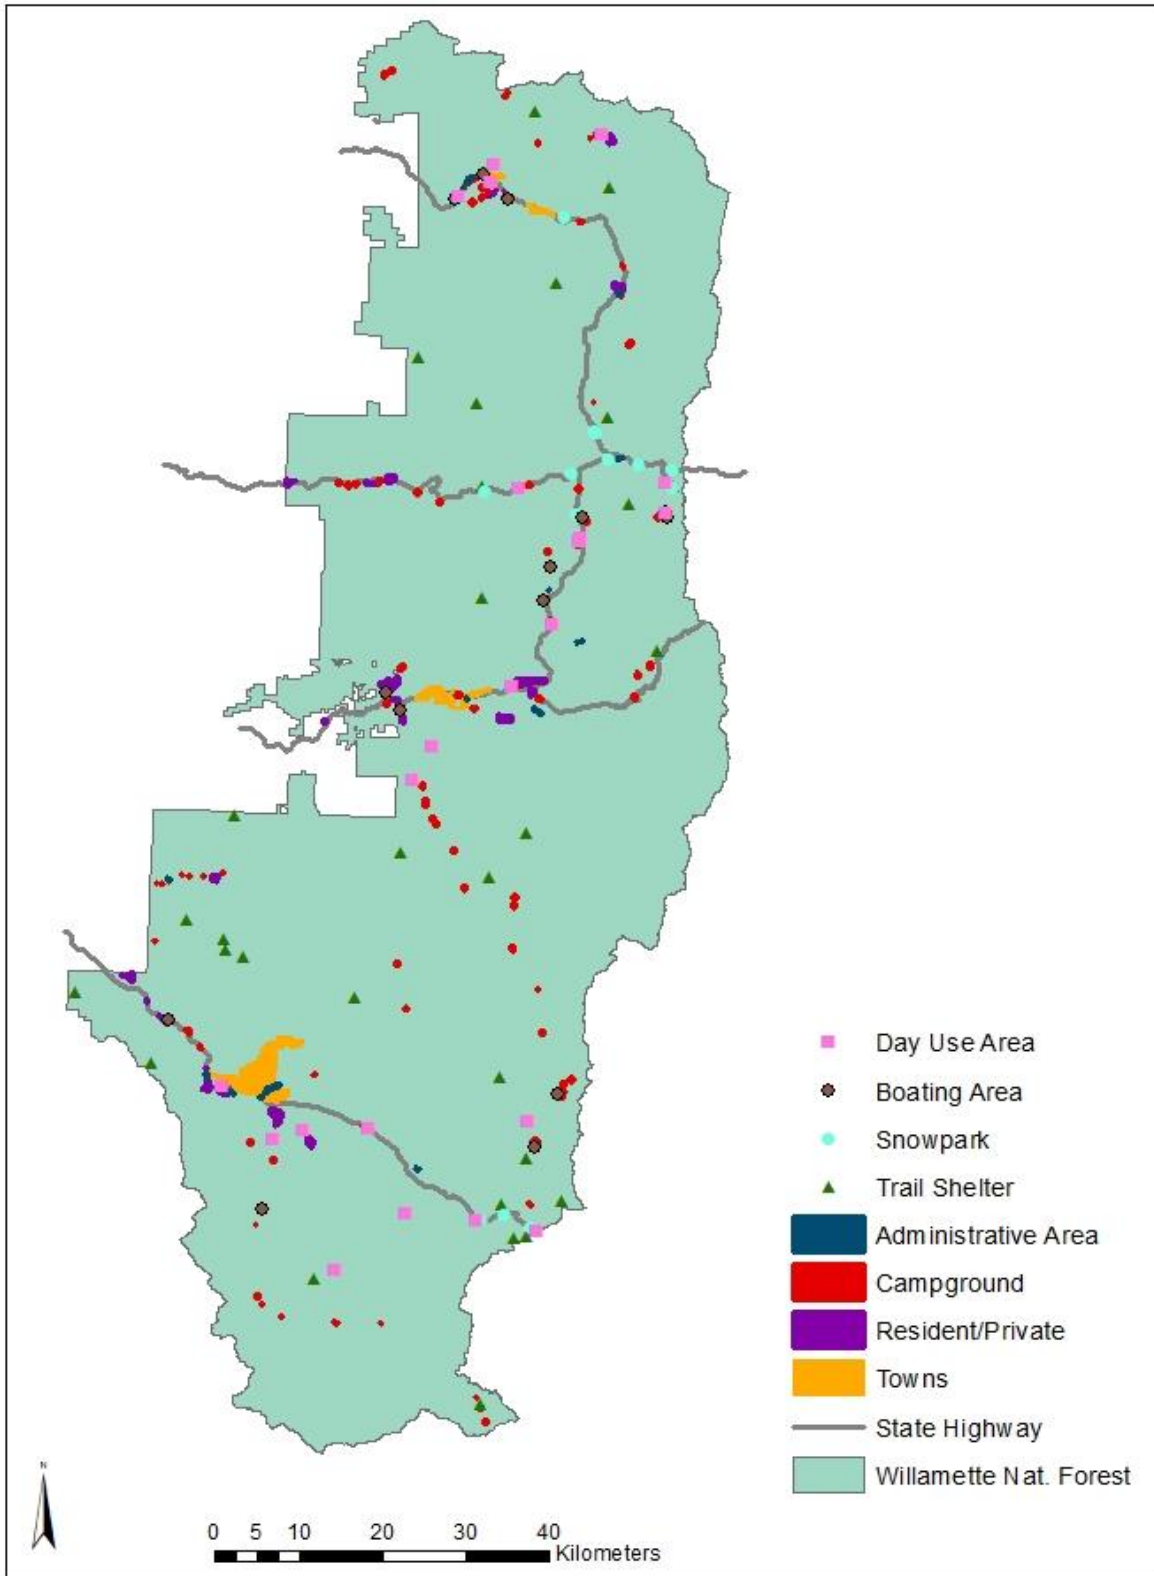 Day Use Area
Boating Area
Snowpark
Trail Shelter
Administrative Area
Campground
Resident/Private
Towns
State Highway
Willamette Nat. Forest
N
0 5 10 20 30 40
Kilometers